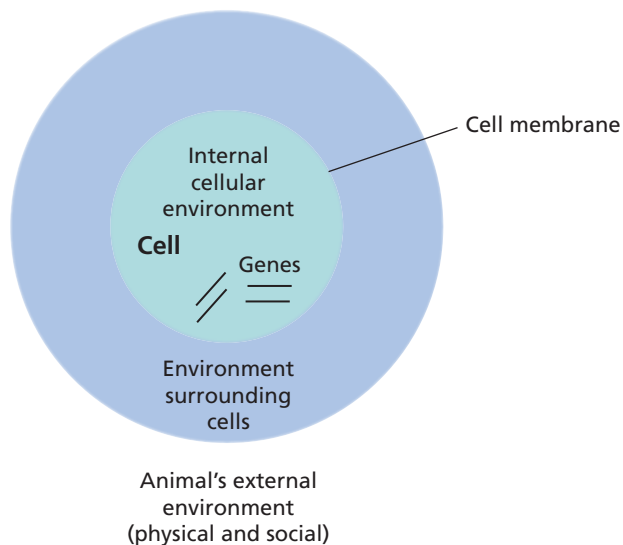 Cell membrane
Internal
cellular
environment
Cell
Genes
Environment
surrounding
cells
Animal’s external
environment
(physical and social)